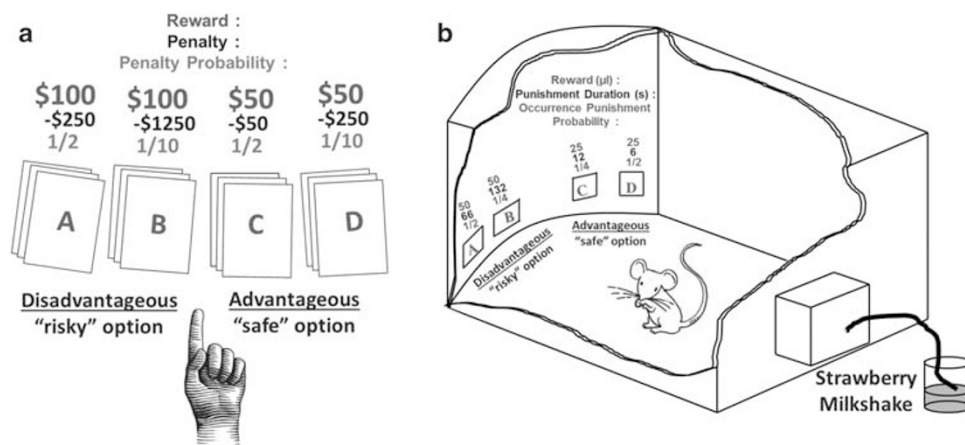 a
Reward :
Penalty :
Penalty Probability :
$100 $100 $50 $50
-$250 -$1250 -$50 -$250
1/2 1/10 1/2 1/10
A B C D
Disadvantageous Advantageous
“risky” option “safe” option
b
Reward (µl) :
Punishment Duration (s) :
Occurrence Punishment
Probability :
50
66
1/2
A
50
132
1/4
B
25
12
1/4
C
25
6
1/2
D
Disadvantageous
“risky” option
Advantageous
“safe” option
Strawberry
Milkshake